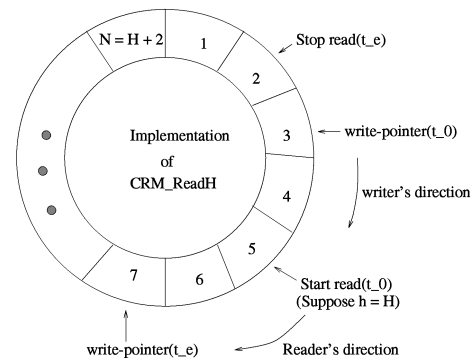 N = H + 2
1
Stop read(t_e)
2
3
write-pointer(t_0)
Implementation
of
CRM_ReadH
4
writer's direction
5
7
6
Start read(t_0)
(Suppose h = H)
write-pointer(t_e)
Reader's direction